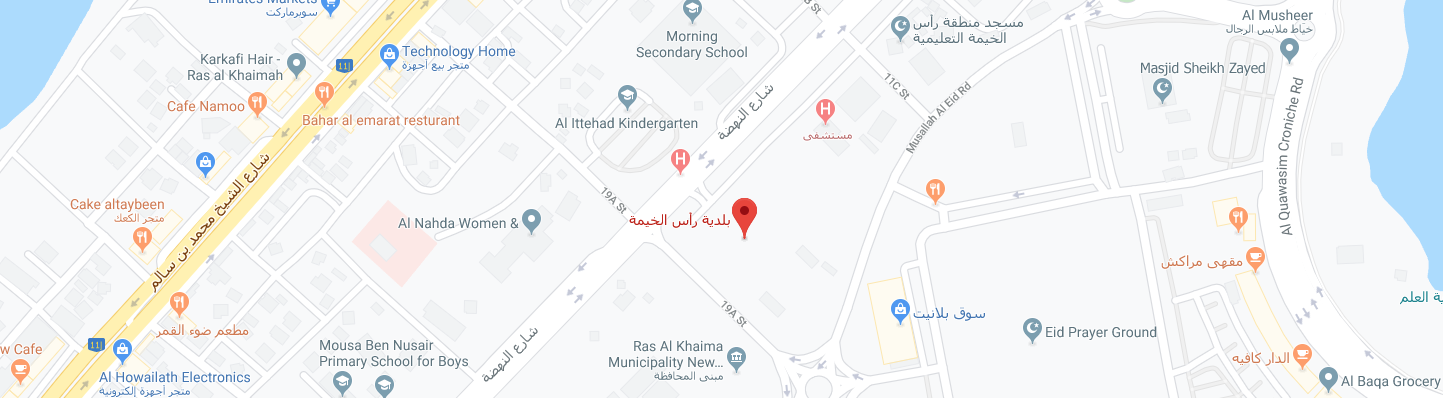 Emirates Markets
سوبرماركت
Morning
Secondary School
مسجد منطقة رأس
الخيمة التعليمية
Al Musheer
خياط ملابس الرجال
Karkafi Hair -
Ras al Khaimah
11
Technology Home
متجر بيع أجهزة
Masjid Sheikh Zayed
11C St
Cafe Namoo
Bahar al emarat resturant
Al Ittehad Kindergarten
شارع النهضة
H
مستشفى
Musallah Al Eid Rd
Al Quawasim Croniche Rd
H
شارع الشيخ محمد بن سالم
Cake altaybeen
متجر الكعك
19A St
Al Nahda Women &
بلدية رأس الخيمة
مقهى مراكش
ية العلم
مطعم ضوء القمر
19A St
سوق بلانيت
Eid Prayer Ground
11
w Cafe
Mousa Ben Nusair
Primary School for Boys
شارع النهضة
Ras Al Khaima
Municipality New...
مبنى المحافظة
الدار كافيه
Al Howailath Electronics
متجر أجهزة إلكترونية
Al Baqa Grocery